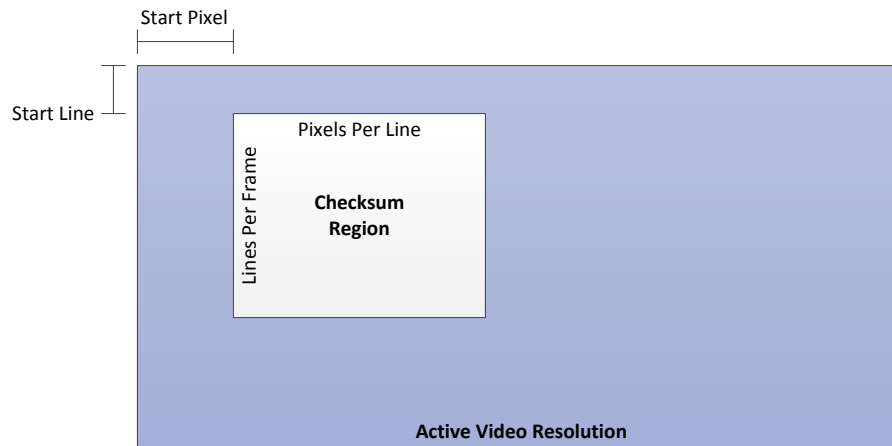 Start Pixel
Start Line
Pixels Per Line
Lines Per Frame
Checksum
Region
Active Video Resolution